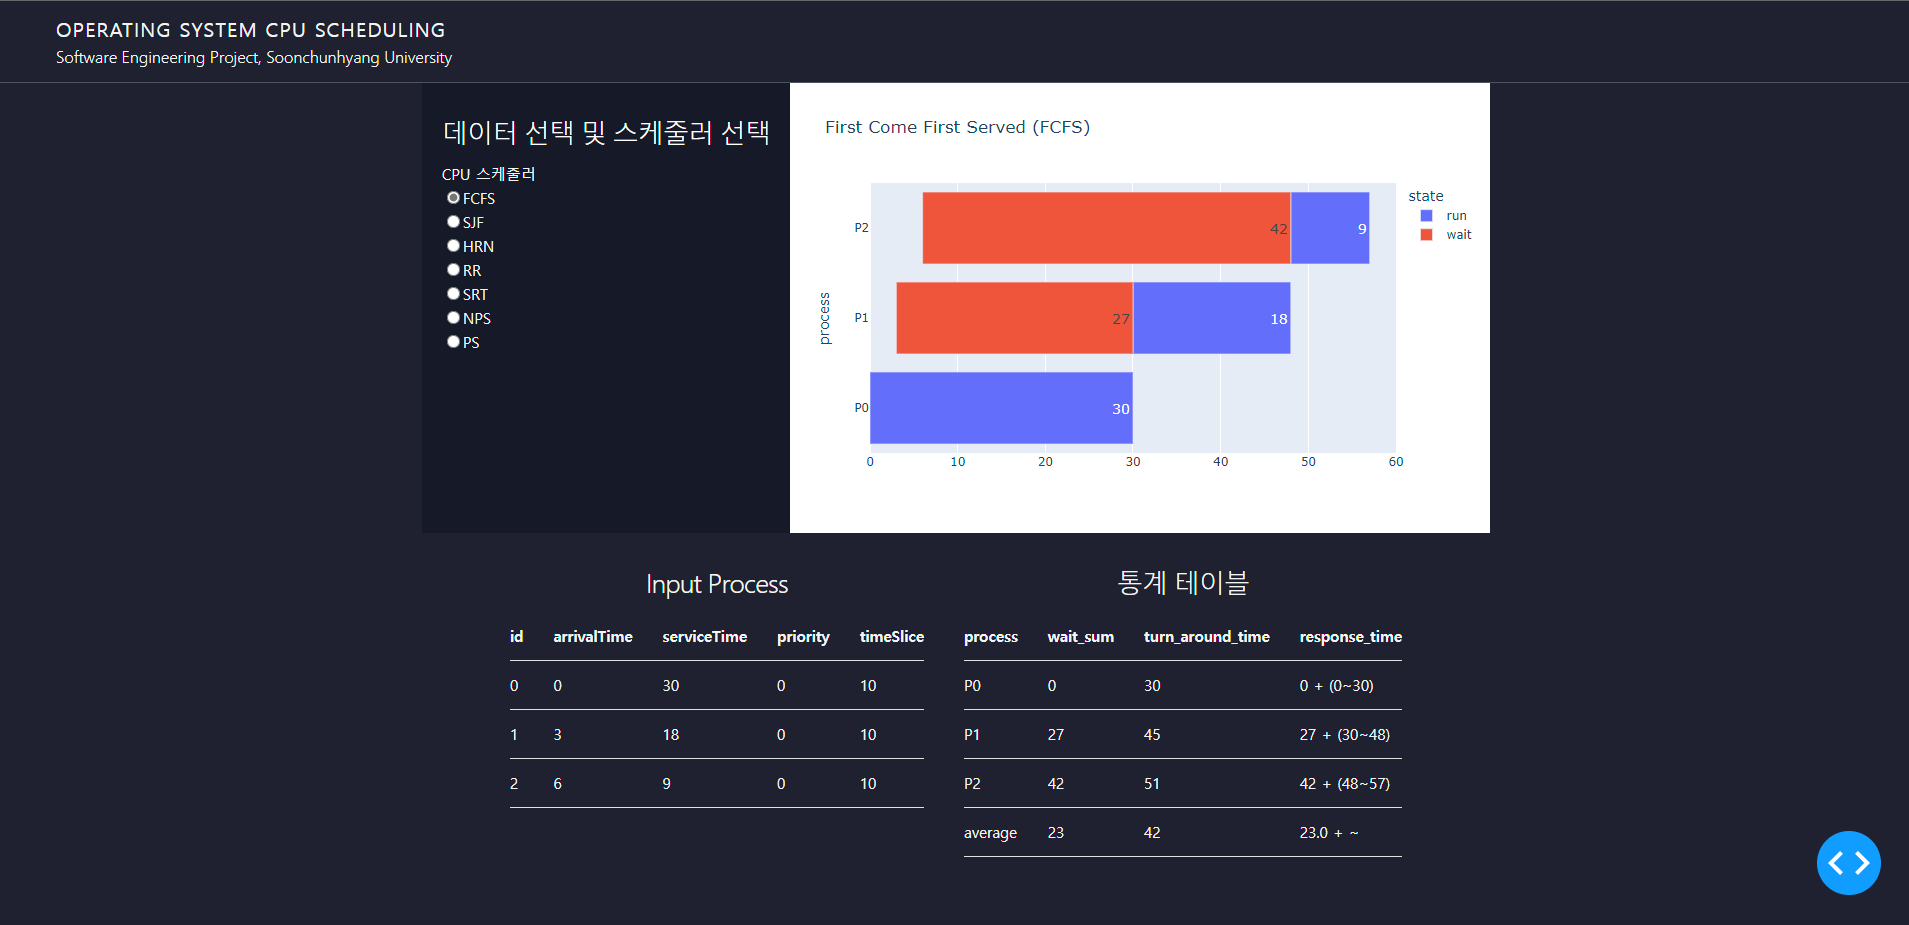 OPERATING SYSTEM CPU SCHEDULING
Software Engineering Project, Soonchunhyang University
데이터 선택 및 스케줄러 선택
CPU 스케줄러
FCFS
SJF
HRN
RR
SRT
NPS
PS
First Come First Served (FCFS)
state
run
wait
process
P2
42
9
P1
27
18
P0
30
0 10 20 30 40 50 60
Input Process
id arrivalTime serviceTime priority timeSlice
0 0 30 0 10
1 3 18 0 10
2 6 9 0 10
통계 테이블
process wait_sum turn_around_time response_time
P0 0 30 0 + (0~30)
P1 27 45 27 + (30~48)
P2 42 51 42 + (48~57)
average 23 42 23.0 + ~